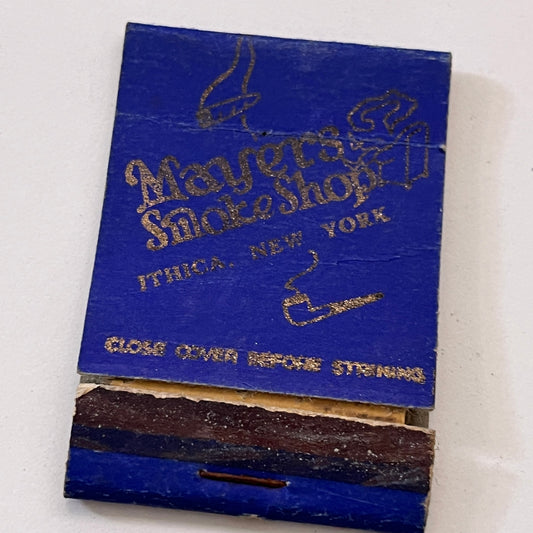 Mayers
Smoke Shop
ITHICA, NEW YORK
CLOSE COVER BEFORE STRIKING